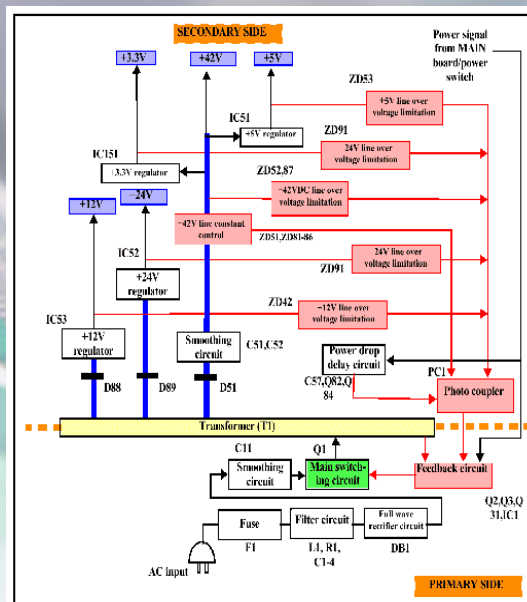 SECONDARY SIDE
Power signal
from MAIN
board/power
switch
+3.3V
+42V
+5V
ZD53
+5V line over
voltage limitation
IC51
+5V regulator
ZD91
24V line over
voltage limitation
IC151
+3.3V regulator
ZD52,87
~42VDC line over
voltage limitation
+12V
~24V
~42V line constant
control
ZD51,ZD81-86
IC52
+24V
regulator
24V line over
voltage limitation
ZD91
ZD42
~12V line over
voltage limitation
IC53
+12V
regulator
Smoothing
circuit
C51,C52
Power drop
delay circuit
PC1
C57,Q82,Q
84
Photo coupler
D88
D89
D51
Transformer (T1)
C11
Q1
Smoothing
circuit
Main switch-
ing circuit
Feedback circuit
Q2,Q3,Q
31,IC1
Fuse
Filter circuit
Full wave
rectrifier circuit
F1
L1, R1,
C1-4
DB1
AC Input
PRIMARY SIDE